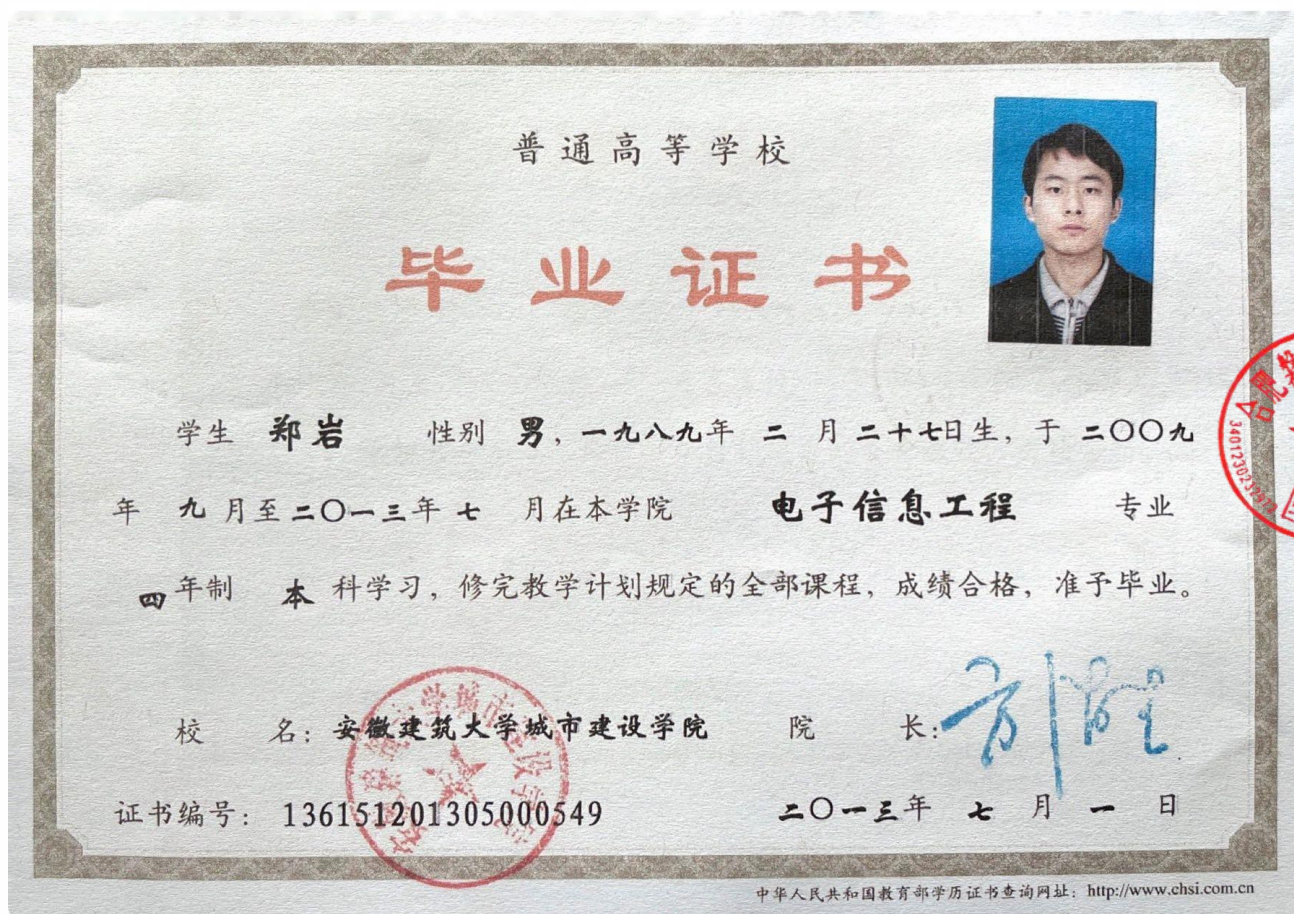 普通高等学校
毕业证书
学生 郑岩 性别 男，一九八九年 二 月 二十七日生，于 二〇〇九
年 九 月至 二〇一三年 七 月在本学院 电子信息工程 专业
四年制 本 科学习，修完教学计划规定的全部课程，成绩合格，准予毕业。
校 名：安徽建筑大学城市建设学院 院 长：
证书编号：136151201305000549 二〇一三年 七 月 一 日
中华人民共和国教育部学历证书查询网址：http://www.chsi.com.cn